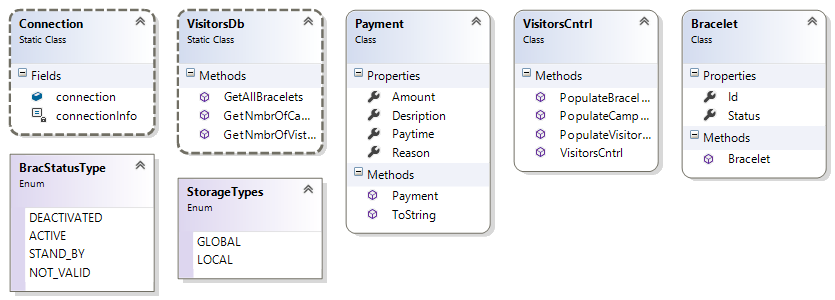 Connection
Static Class
Fields
connection
connectionInfo
VisitorsDb
Static Class
Methods
GetAllBracelets
GetNmbrOfCa...
GetNmbrOfVist...
Payment
Class
Properties
Amount
Desription
Paytime
Reason
Methods
Payment
ToString
VisitorsCntrl
Class
Methods
PopulateBracel...
PopulateCamp...
PopulateVisitor...
VisitorsCntrl
Bracelet
Class
Properties
Id
Status
Methods
Bracelet
BracStatusType
Enum
DEACTIVATED
ACTIVE
STAND_BY
NOT_VALID
StorageTypes
Enum
GLOBAL
LOCAL